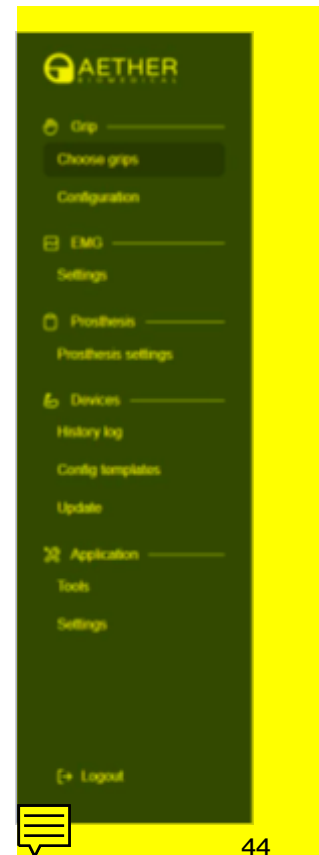 AETHER
BIOMEDICAL
Grip
Choose grips
Configuration
EMG
Settings
Prosthesis
Prosthesis settings
Devices
History log
Config templates
Update
Application
Tools
Settings
Logout
44